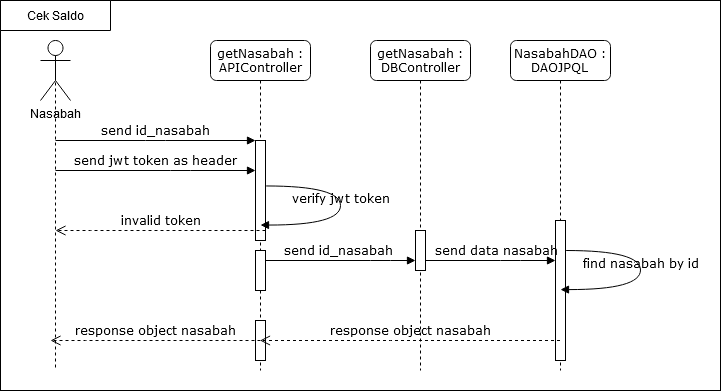 Cek Saldo
getNasabah :
APIController
getNasabah :
DBController
NasabahDAO :
DAOJPQL
Nasabah
send id_nasabah
send jwt token as header
verify jwt token
invalid token
send id_nasabah
send data nasabah
find nasabah by id
response object nasabah
response object nasabah